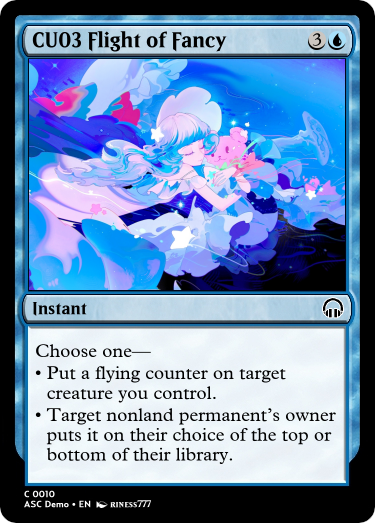 CU03 Flight of Fancy 3
Instant
Choose one—
• Put a flying counter on target
creature you control.
• Target nonland permanent's owner
puts it on their choice of the top or
bottom of their library.
C 0010
ASC Demo • EN RINESS777